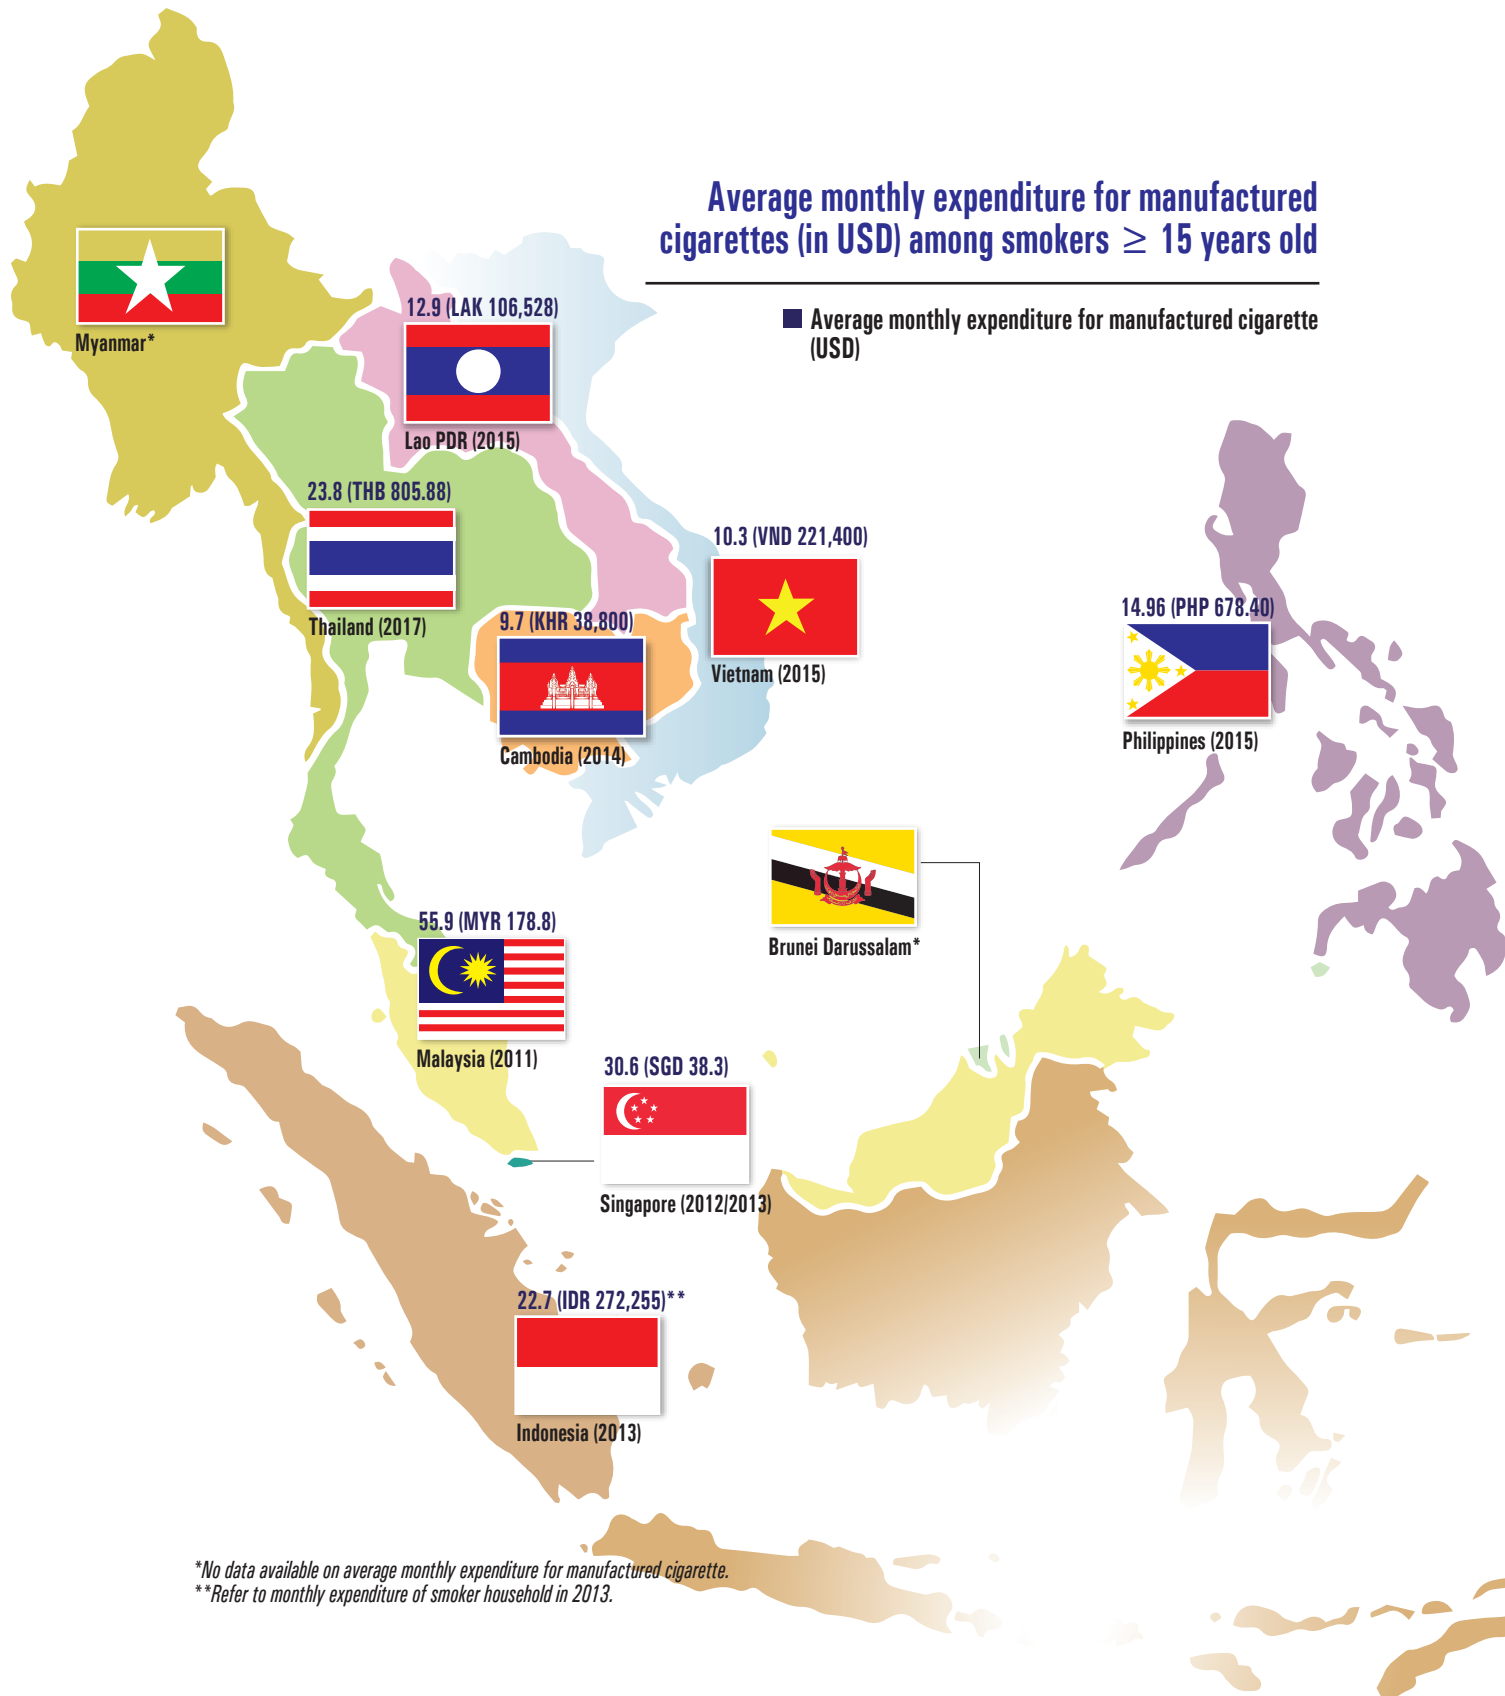 Average monthly expenditure for manufactured
cigarettes (in USD) among smokers ≥ 15 years old
Average monthly expenditure for manufactured cigarette
(USD)
Myanmar*
12.9 (LAK 106,528)
Lao PDR (2015)
23.8 (THB 805.88)
Thailand (2017)
10.3 (VND 221,400)
Vietnam (2015)
9.7 (KHR 38,800)
Cambodia (2014)
14.96 (PHP 678.40)
Philippines (2015)
Brunei Darussalam*
55.9 (MYR 178.8)
Malaysia (2011)
30.6 (SGD 38.3)
Singapore (2012/2013)
22.7 (IDR 272,255)**
Indonesia (2013)
*No data available on average monthly expenditure for manufactured cigarette.
**Refer to monthly expenditure of smoker household in 2013.